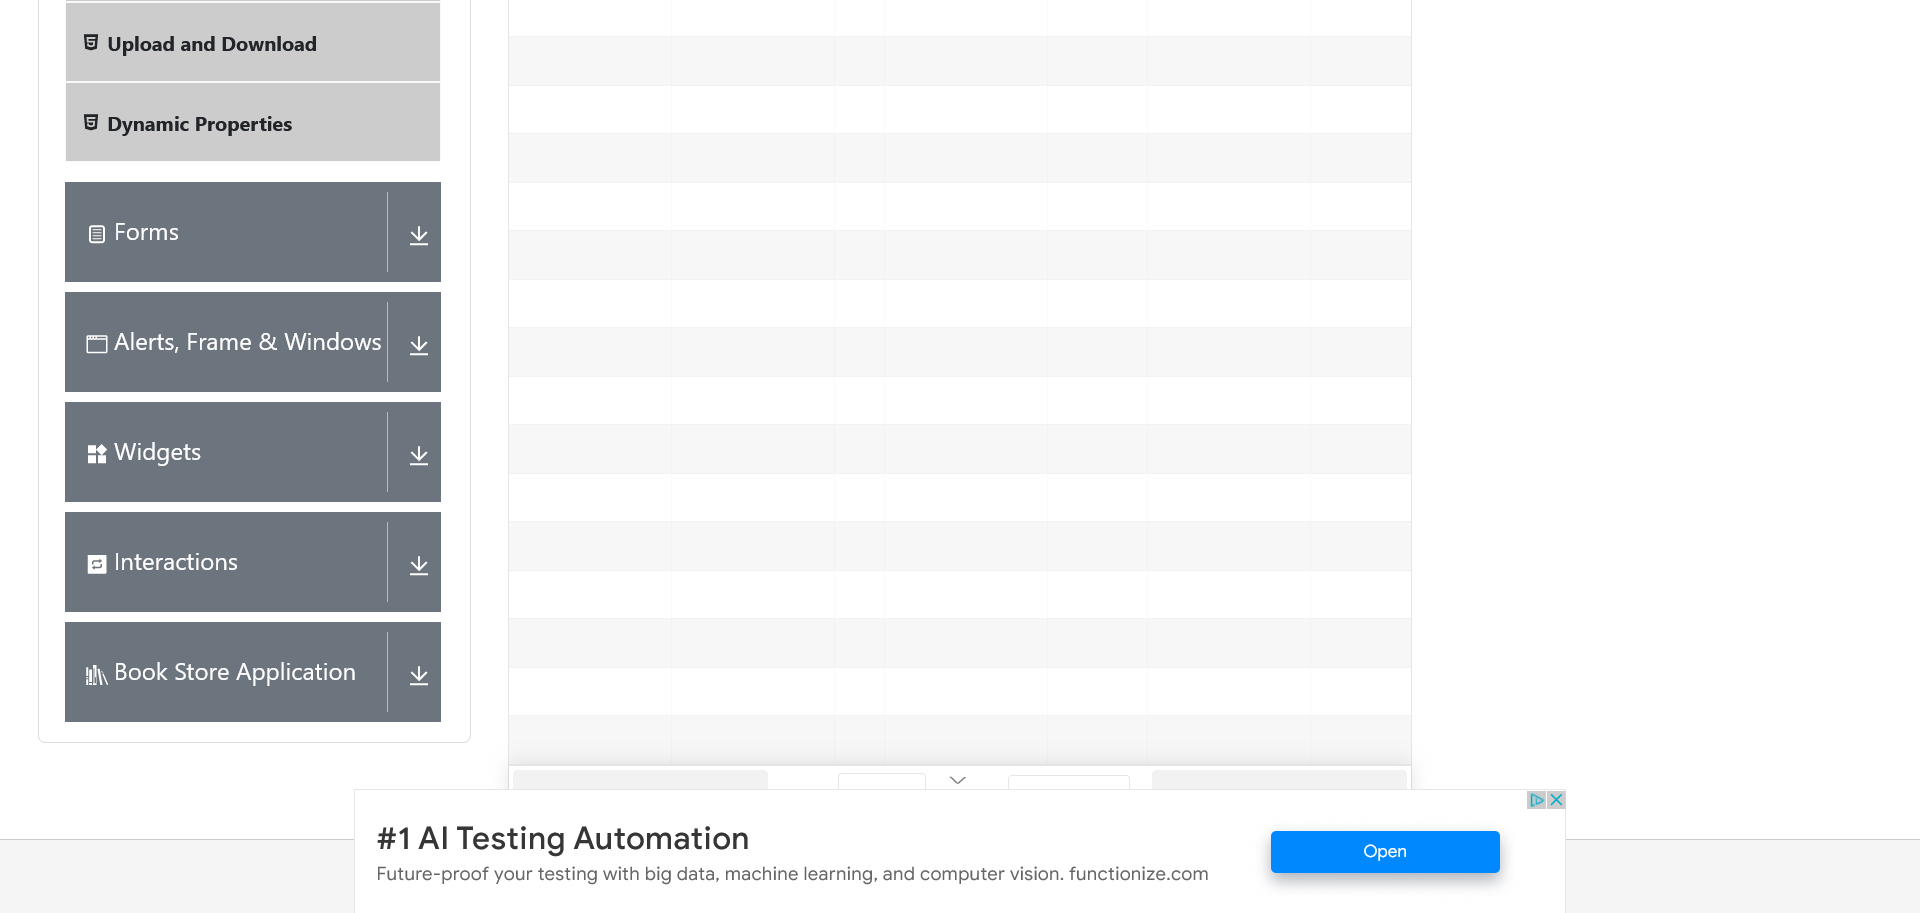 Upload and Download
Dynamic Properties
Forms
Alerts, Frame & Windows
Widgets
Interactions
Book Store Application
#1 AI Testing Automation
Future-proof your testing with big data, machine learning, and computer vision. functionize.com
Open